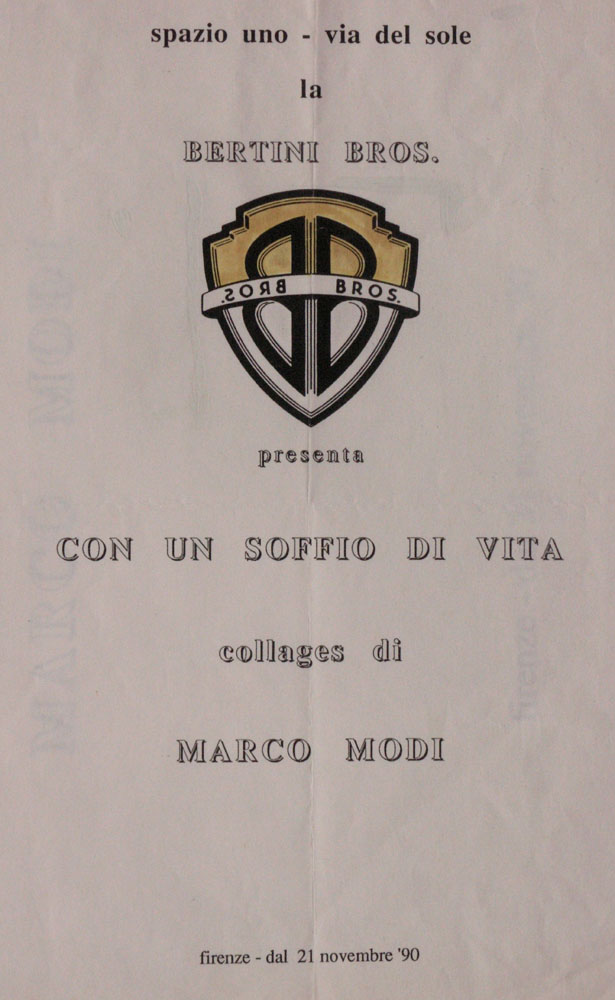 spazio uno - via del sole
la
BERTINI BROS.
BROS. BROS.
presenta
CON UN SOFFIO DI VITA
collages di
MARCO MODI
firenze - dal 21 novembre '90